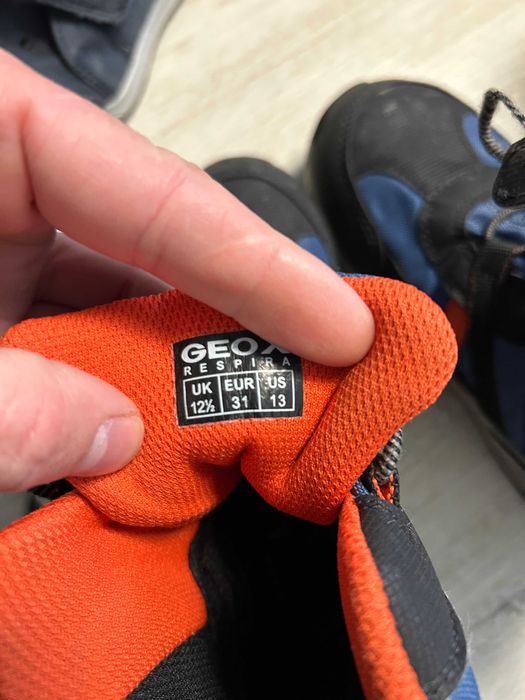 GEOX
RESPIRA
UK EUR US
12½ 31 13